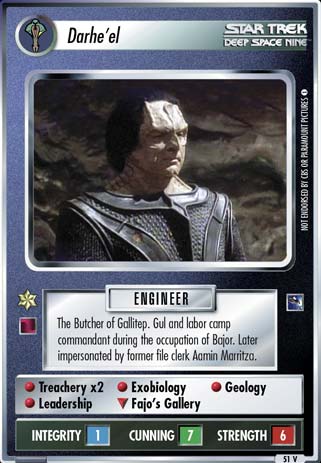 Darhe'el
STAR TREK
DEEP SPACE NINE
NOT ENDORSED BY CBS OR PARAMOUNT PICTURES
ENGINEER
The Butcher of Gallitep. Gul and labor camp
commandant during the occupation of Bajor. Later
impersonated by former file clerk Aamin Marritza.
Treachery x2 Exobiology Geology
Leadership Fajo's Gallery
INTEGRITY 1 CUNNING 7 STRENGTH 6
51 V